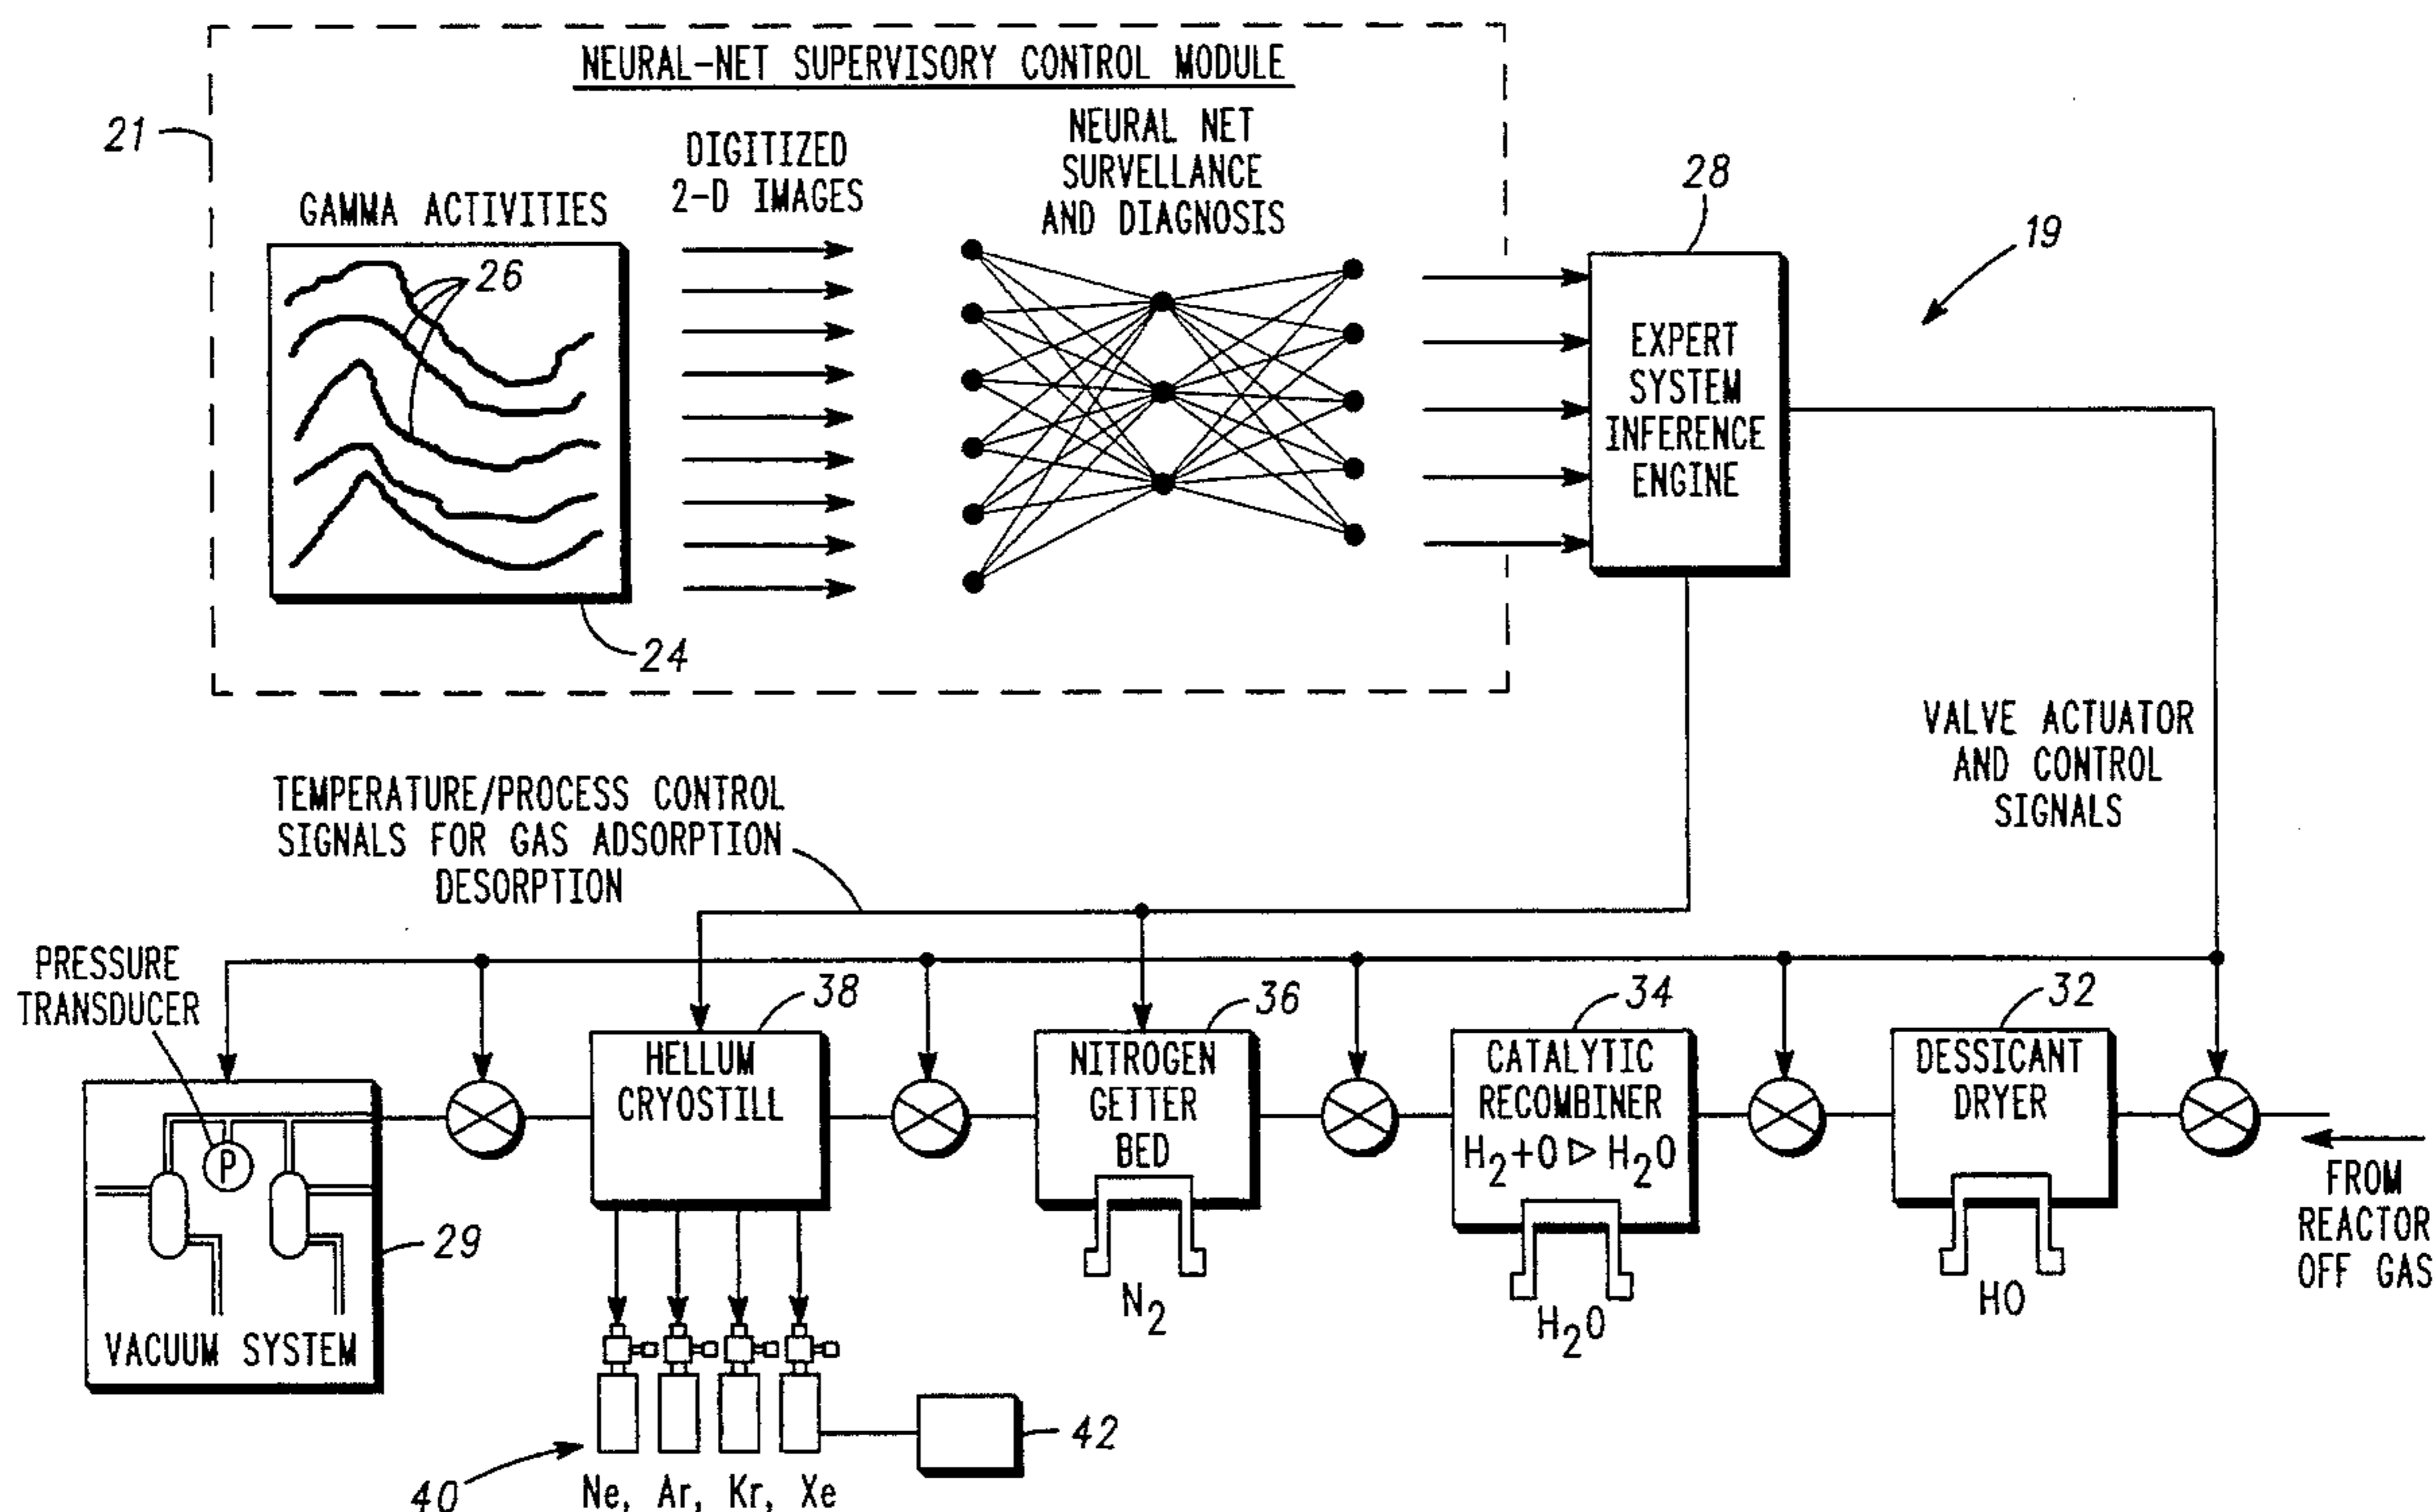 NEURAL-NET SUPERVISORY CONTROL MODULE
21
GAMMA ACTIVITIES
26
24
DIGITIZED
2-D IMAGES
NEURAL NET
SURVELLANCE
AND DIAGNOSIS
28
EXPERT
SYSTEM
INFERENCE
ENGINE
19
VALVE ACTUATOR
AND CONTROL
SIGNALS
TEMPERATURE/PROCESS CONTROL
SIGNALS FOR GAS ADSORPTION
DESORPTION
PRESSURE
TRANSDUCER
P
VACUUM SYSTEM
29
38
HELLUM
CRYOSTILL
36
NITROGEN
GETTER
BED
N2
34
CATALYTIC
RECOMBINER
H2+O ▷ H2O
H2O
32
DESSICANT
DRYER
HO
FROM
REACTOR
OFF GAS
40
Ne, Ar, Kr, Xe
42